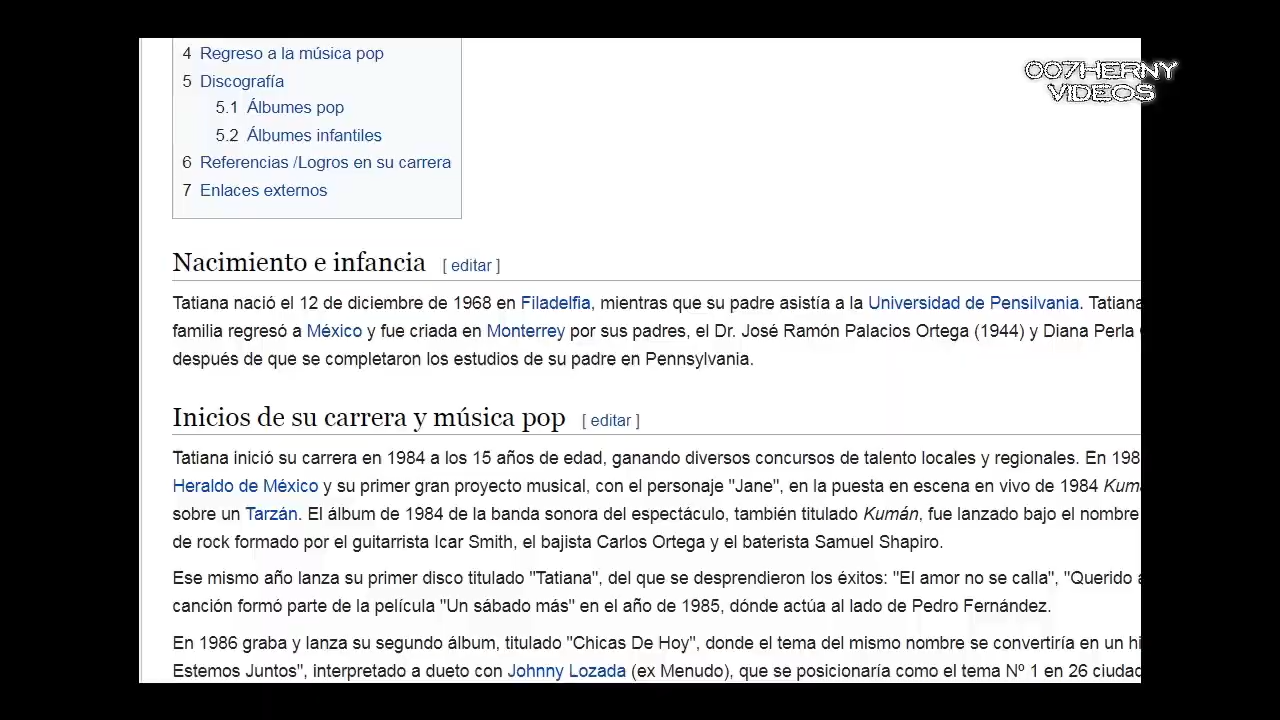 4 Regreso a la música pop
5 Discografía
5.1 Álbumes pop
5.2 Álbumes infantiles
6 Referencias /Logros en su carrera
7 Enlaces externos
007HERNY
VIDEOS
Nacimiento e infancia [ editar ]
Tatiana nació el 12 de diciembre de 1968 en Filadelfia, mientras que su padre asistía a la Universidad de Pensilvania. Tatiana
familia regresó a México y fue criada en Monterrey por sus padres, el Dr. José Ramón Palacios Ortega (1944) y Diana Perla
después de que se completaron los estudios de su padre en Pennsylvania.
Inicios de su carrera y música pop [ editar ]
Tatiana inició su carrera en 1984 a los 15 años de edad, ganando diversos concursos de talento locales y regionales. En 198
Heraldo de México y su primer gran proyecto musical, con el personaje "Jane", en la puesta en escena en vivo de 1984
sobre un Tarzán. El álbum de 1984 de la banda sonora del espectáculo, también titulado Kumán, fue lanzado bajo el nombre
de rock formado por el guitarrista Icar Smith, el bajista Carlos Ortega y el baterista Samuel Shapiro.
Ese mismo año lanza su primer disco titulado "Tatiana", del que se desprendieron los éxitos: "El amor no se calla", "Querido
canción formó parte de la película "Un sábado más" en el año de 1985, dónde actúa al lado de Pedro Fernández.
En 1986 graba y lanza su segundo álbum, titulado "Chicas De Hoy", donde el tema del mismo nombre se convertiría en un
Estemos Juntos", interpretado a dueto con Johnny Lozada (ex Menudo), que se posicionaría como el tema Nº 1 en 26